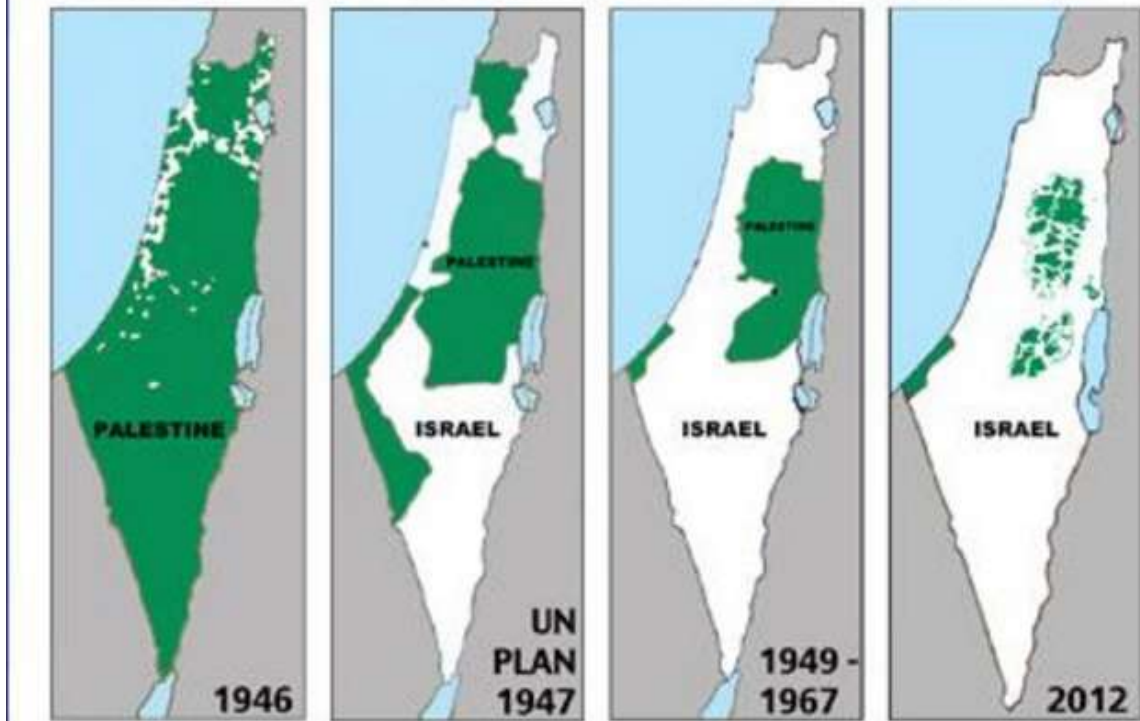 PALESTINE
1946
PALESTINE
ISRAEL
UN
PLAN
1947
PALESTINE
ISRAEL
1949 -
1967
ISRAEL
2012